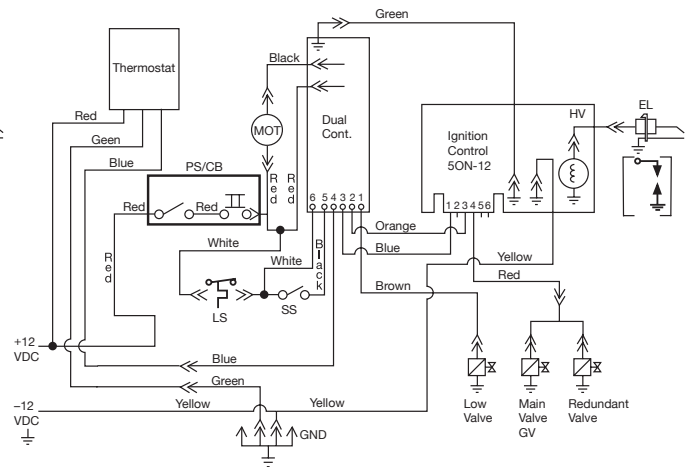 Green
Thermostat
Black
HV
EL
MOT
Dual
Cont.
Ignition
Control
5ON-12
Red
Geen
Blue
PS/CB
Red
Red
Red
Red
6 5 4 3 2 1
1 2 3 4 5 6
Orange
White
Blue
White
Black
Yellow
Red
Red
Brown
LS
SS
+12
VDC
Blue
Green
–12
VDC
Yellow
Yellow
GND
Low
Valve
Main
Valve
GV
Redundant
Valve